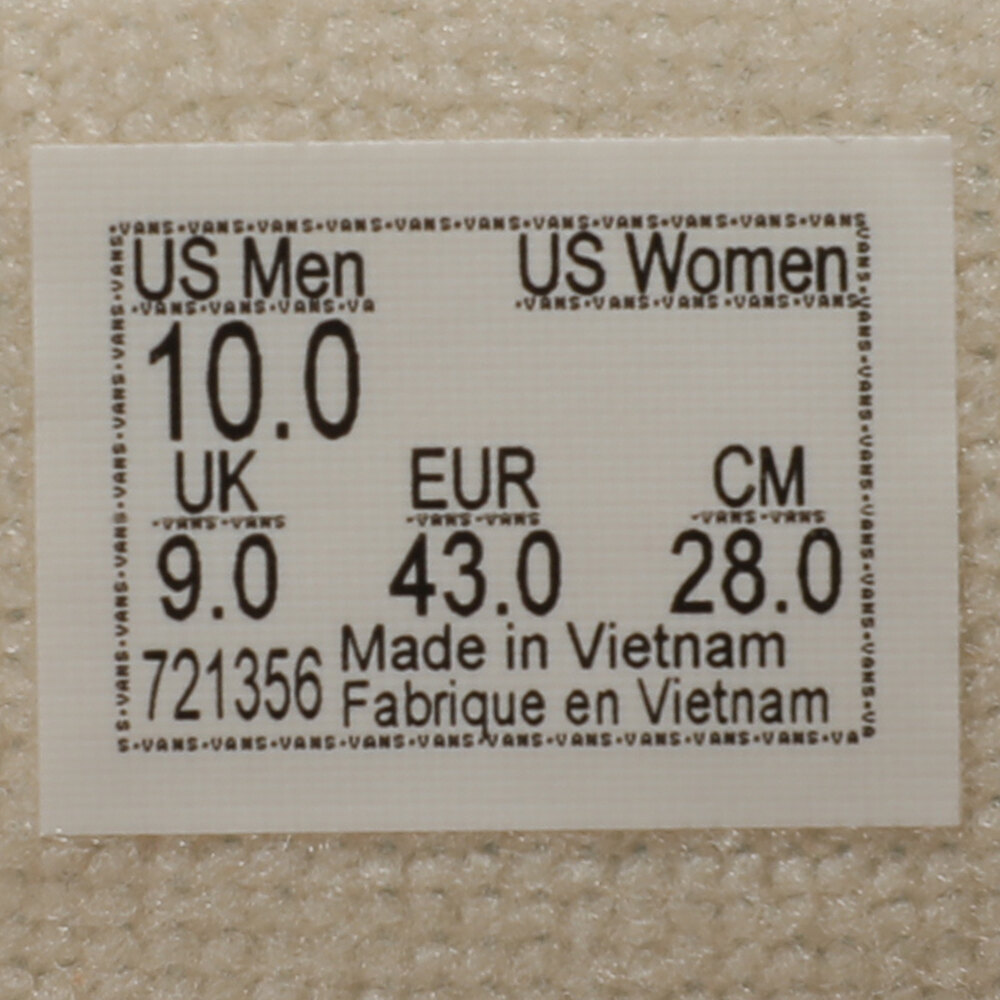 US Men US Women
10.0
UK EUR CM
9.0 43.0 28.0
721356 Made in Vietnam
Fabrique en Vietnam